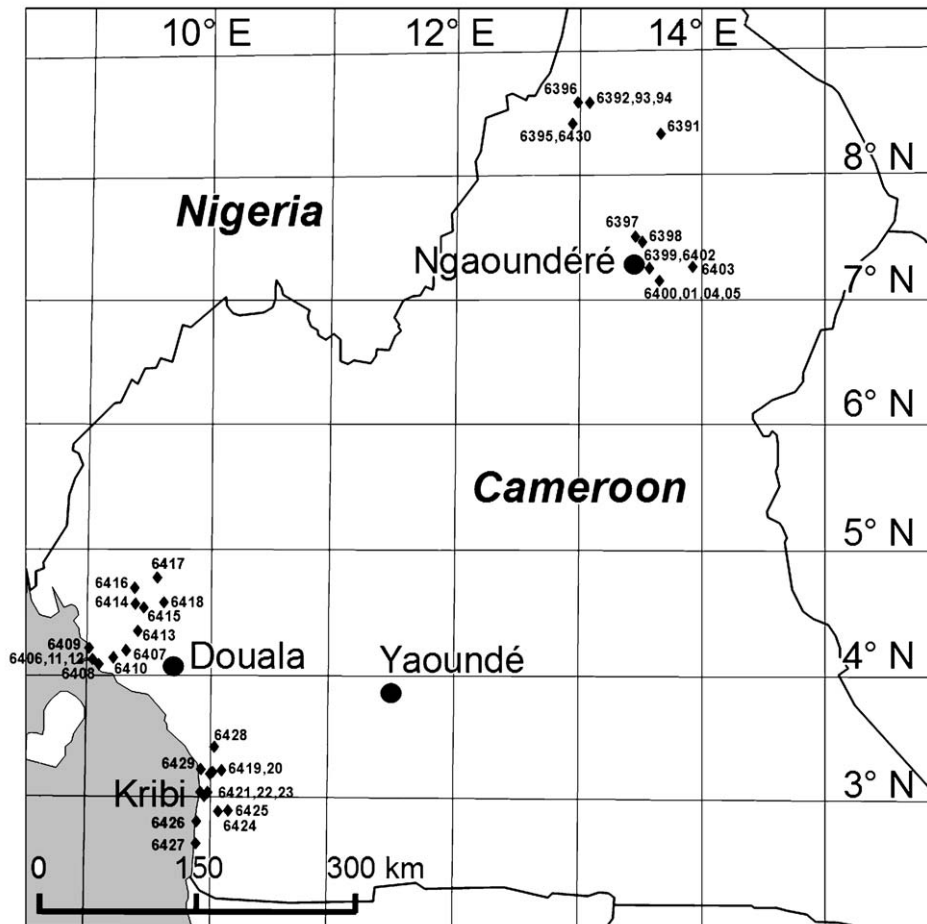 10° E 12° E 14° E
6396
6392,93,94
6395,6430
6391
8° N
Nigeria
6397
6398
Ngaoundéré
6399,6402
6403
7° N
6400,01,04,05
6° N
Cameroon
5° N
6417
6416
6414
6418
6415
6413
6409
6407
6406,11,12
6410
6408
Douala
Yaoundé
4° N
6428
6429
6419,20
Kribi
6421,22,23
3° N
6425
6426
6424
6427
0 150 300 km